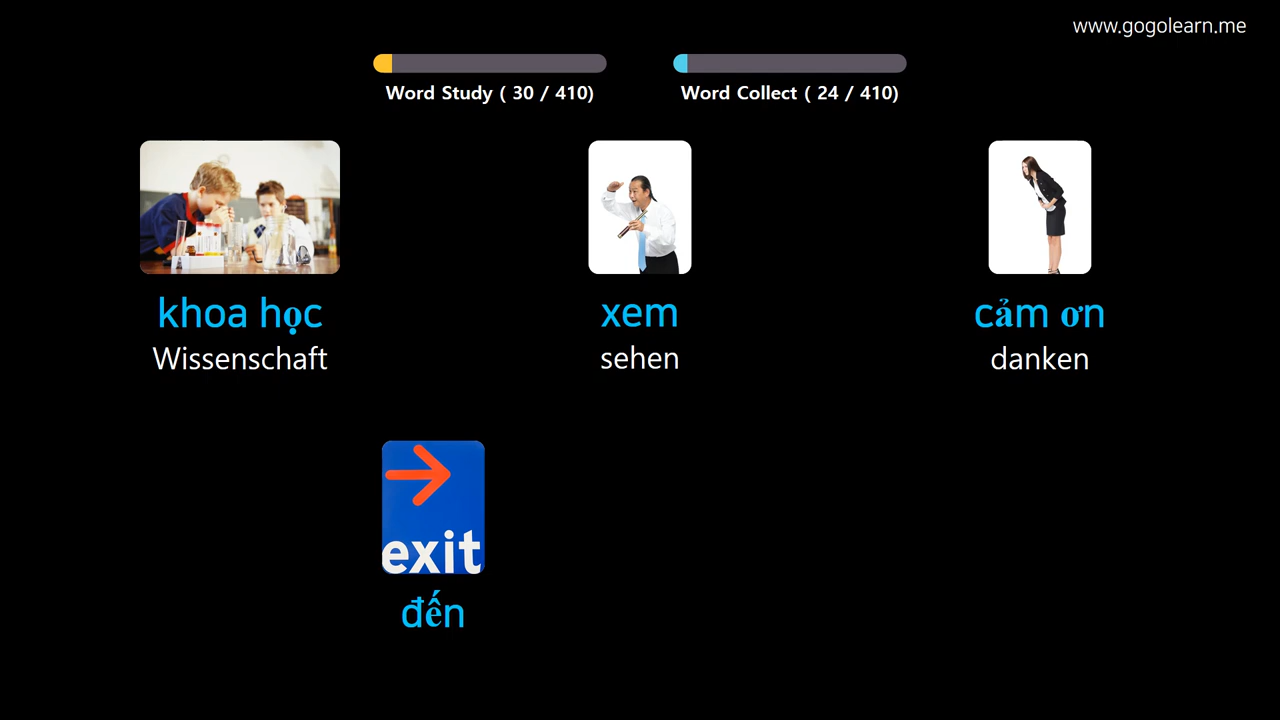 www.gogolearn.me
Word Study ( 30 / 410)
Word Collect ( 24 / 410)
khoa học
Wissenschaft
xem
sehen
cảm ơn
danken
exit
đến